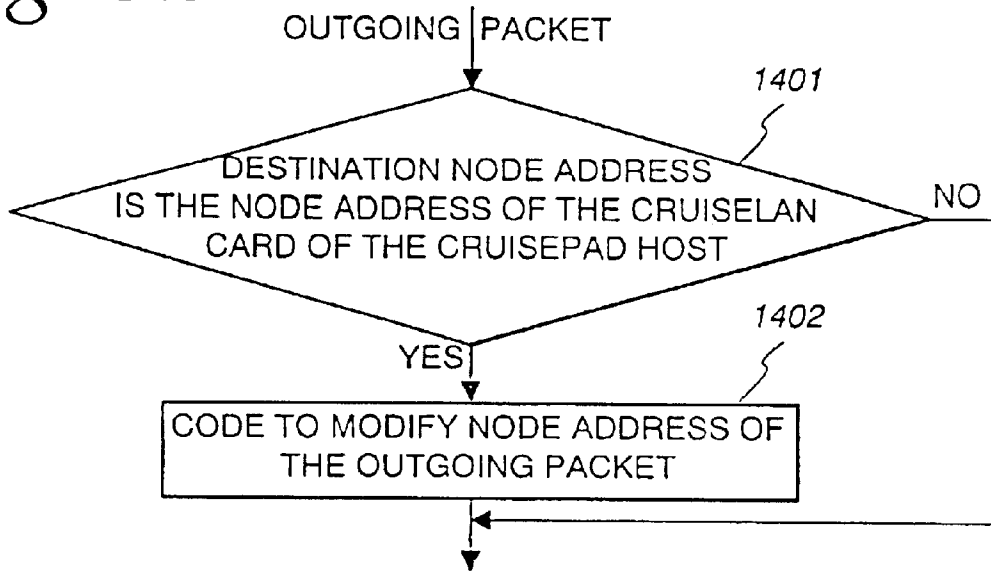 OUTGOING PACKET
1401
DESTINATION NODE ADDRESS
IS THE NODE ADDRESS OF THE CRUISELAN
CARD OF THE CRUISEPAD HOST
NO
1402
YES
CODE TO MODIFY NODE ADDRESS OF
THE OUTGOING PACKET